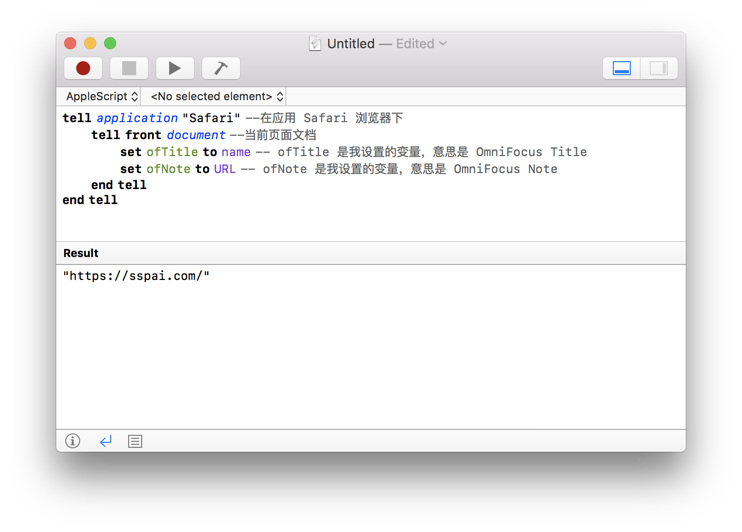 Untitled — Edited
AppleScript <No selected element>
tell application "Safari" --在应用 Safari 浏览器下
tell front document --当前页面文档
set ofTitle to name -- ofTitle 是我设置的变量，意思是 OmniFocus Title
set ofNote to URL -- ofNote 是我设置的变量，意思是 OmniFocus Note
end tell
end tell
Result
"https://sspai.com/"